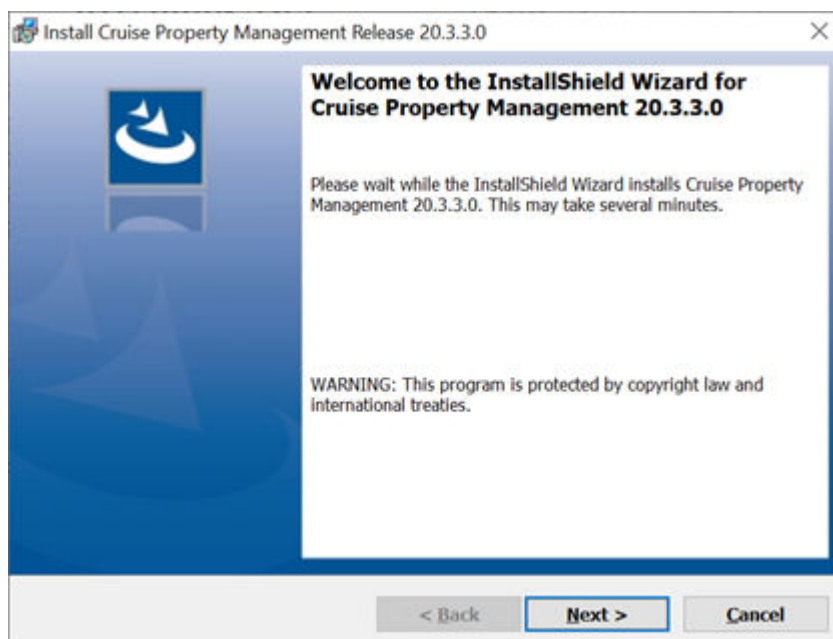 Install Cruise Property Management Release 20.3.3.0
Welcome to the InstallShield Wizard for
Cruise Property Management 20.3.3.0
Please wait while the InstallShield Wizard installs Cruise Property
Management 20.3.3.0. This may take several minutes.
WARNING: This program is protected by copyright law and
international treaties.
< Back
Next >
Cancel